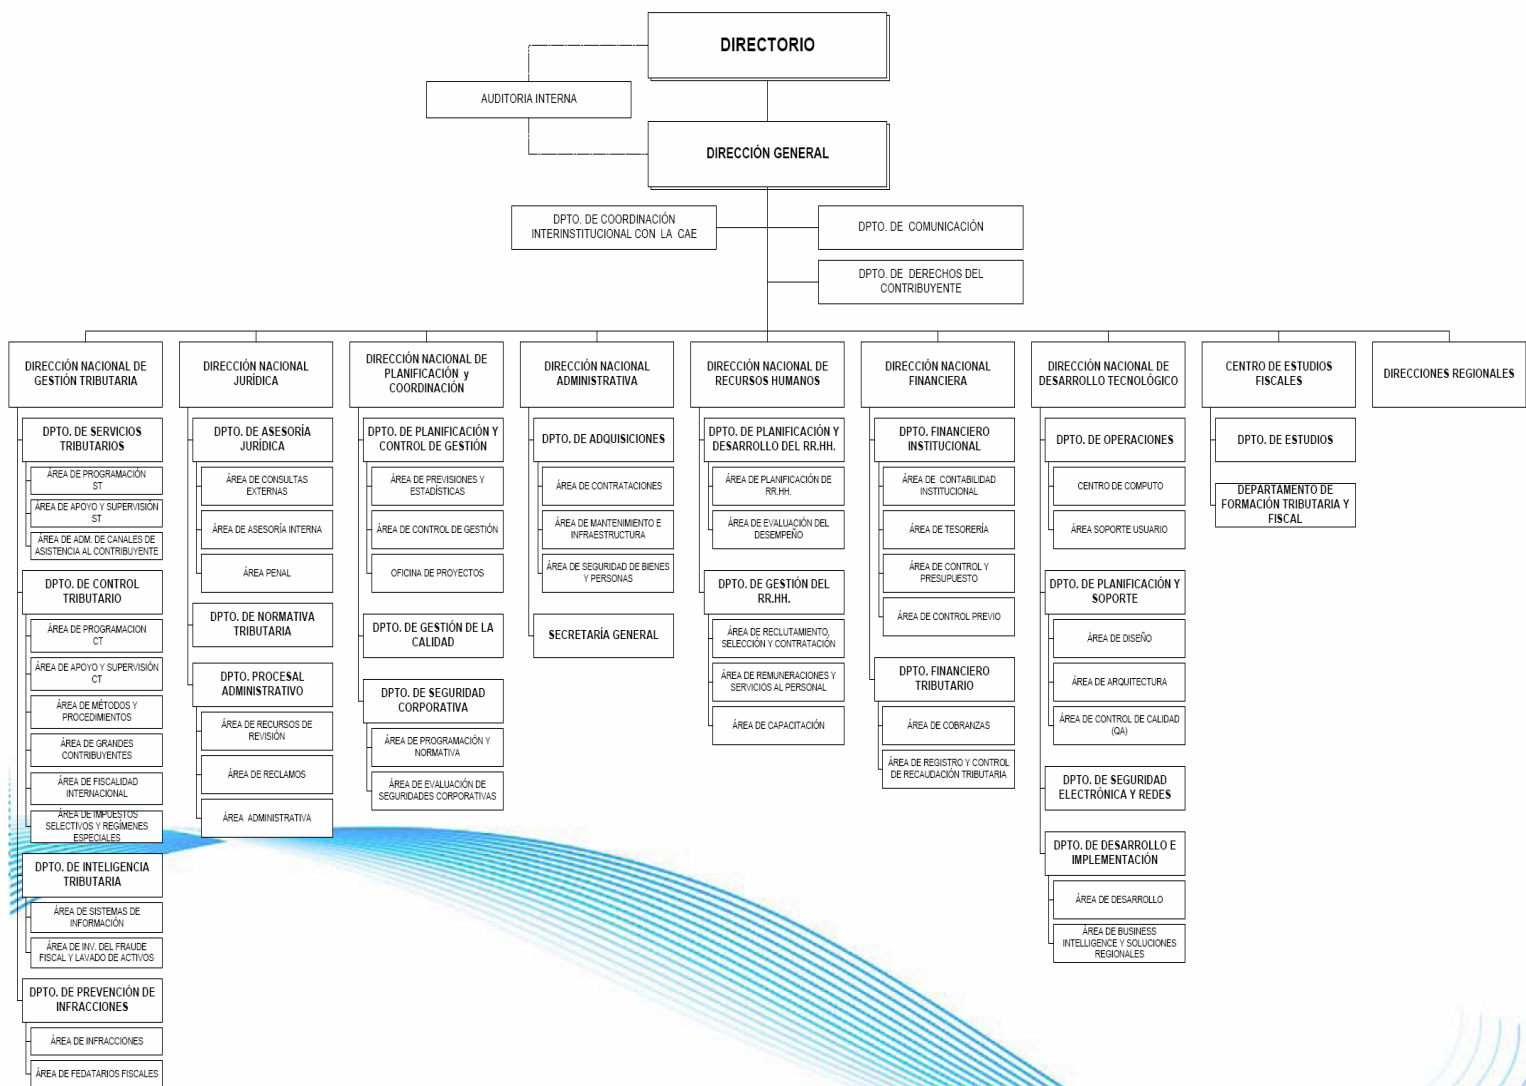 DIRECTORIO
AUDITORIA INTERNA
DIRECCIÓN GENERAL
DPTO. DE COORDINACIÓN
INTERINSTITUCIONAL CON LA CAE
DPTO. DE COMUNICACIÓN
DPTO. DE DERECHOS DEL
CONTRIBUYENTE
DIRECCIÓN NACIONAL DE
GESTIÓN TRIBUTARIA
DPTO. DE SERVICIOS
TRIBUTARIOS
ÁREA DE PROGRAMACIÓN
ST
ÁREA DE APOYO Y SUPERVISIÓN
ST
ÁREA DE ADM. DE CANALES DE
ASISTENCIA AL CONTRIBUYENTE
DPTO. DE CONTROL
TRIBUTARIO
ÁREA DE PROGRAMACION
CT
ÁREA DE APOYO Y SUPERVISIÓN
CT
ÁREA DE MÉTODOS Y
PROCEDIMIENTOS
ÁREA DE GRANDES
CONTRIBUYENTES
ÁREA DE FISCALIDAD
INTERNACIONAL
ÁREA DE IMPUESTOS
SELECTIVOS Y REGÍMENES
ESPECIALES
DPTO. DE INTELIGENCIA
TRIBUTARIA
ÁREA DE SISTEMAS DE
INFORMACIÓN
ÁREA DE INV. DEL FRAUDE
FISCAL Y LAVADO DE ACTIVOS
DPTO. DE PREVENCIÓN DE
INFRACCIONES
ÁREA DE INFRACCIONES
ÁREA DE FEDATARIOS FISCALES
DIRECCIÓN NACIONAL
JURÍDICA
DPTO. DE ASESORÍA
JURÍDICA
ÁREA DE CONSULTAS
EXTERNAS
ÁREA DE ASESORÍA INTERNA
ÁREA PENAL
DPTO. DE NORMATIVA
TRIBUTARIA
DPTO. PROCESAL
ADMINISTRATIVO
ÁREA DE RECURSOS DE
REVISIÓN
ÁREA DE RECLAMOS
ÁREA ADMINISTRATIVA
DIRECCIÓN NACIONAL DE
PLANIFICACIÓN y
COORDINACIÓN
DPTO. DE PLANIFICACIÓN Y
CONTROL DE GESTIÓN
ÁREA DE PREVISIONES Y
ESTADÍSTICAS
ÁREA DE CONTROL DE GESTIÓN
OFICINA DE PROYECTOS
DPTO. DE GESTIÓN DE LA
CALIDAD
DPTO. DE SEGURIDAD
CORPORATIVA
ÁREA DE PROGRAMACIÓN Y
NORMATIVA
ÁREA DE EVALUACIÓN DE
SEGURIDADES CORPORATIVAS
DIRECCIÓN NACIONAL
ADMINISTRATIVA
DPTO. DE ADQUISICIONES
ÁREA DE CONTRATACIONES
ÁREA DE MANTENIMIENTO E
INFRAESTRUCTURA
ÁREA DE SEGURIDAD DE BIENES
Y PERSONAS
SECRETARÍA GENERAL
DIRECCIÓN NACIONAL DE
RECURSOS HUMANOS
DPTO. DE PLANIFICACIÓN Y
DESARROLLO DEL RR.HH.
ÁREA DE PLANIFICACIÓN DE
RR.HH.
ÁREA DE EVALUACIÓN DEL
DESEMPEÑO
DPTO. DE GESTIÓN DEL
RR.HH.
ÁREA DE RECLUTAMIENTO,
SELECCIÓN Y CONTRATACIÓN
ÁREA DE REMUNERACIONES Y
SERVICIOS AL PERSONAL
ÁREA DE CAPACITACIÓN
DIRECCIÓN NACIONAL
FINANCIERA
DPTO. FINANCIERO
INSTITUCIONAL
ÁREA DE CONTABILIDAD
INSTITUCIONAL
ÁREA DE TESORERÍA
ÁREA DE CONTROL Y
PRESUPUESTO
ÁREA DE CONTROL PREVIO
DPTO. FINANCIERO
TRIBUTARIO
ÁREA DE COBRANZAS
ÁREA DE REGISTRO Y CONTROL
DE RECAUDACIÓN TRIBUTARIA
DIRECCIÓN NACIONAL DE
DESARROLLO TECNOLÓGICO
DPTO. DE OPERACIONES
CENTRO DE COMPUTO
ÁREA SOPORTE USUARIO
DPTO. DE PLANIFICACIÓN Y
SOPORTE
ÁREA DE DISEÑO
ÁREA DE ARQUITECTURA
ÁREA DE CONTROL DE CALIDAD
(QA)
DPTO. DE SEGURIDAD
ELECTRÓNICA Y REDES
DPTO. DE DESARROLLO E
IMPLEMENTACIÓN
ÁREA DE DESARROLLO
ÁREA DE BUSINESS
INTELLIGENCE Y SOLUCIONES
REGIONALES
CENTRO DE ESTUDIOS
FISCALES
DPTO. DE ESTUDIOS
DEPARTAMENTO DE
FORMACIÓN TRIBUTARIA Y
FISCAL
DIRECCIONES REGIONALES